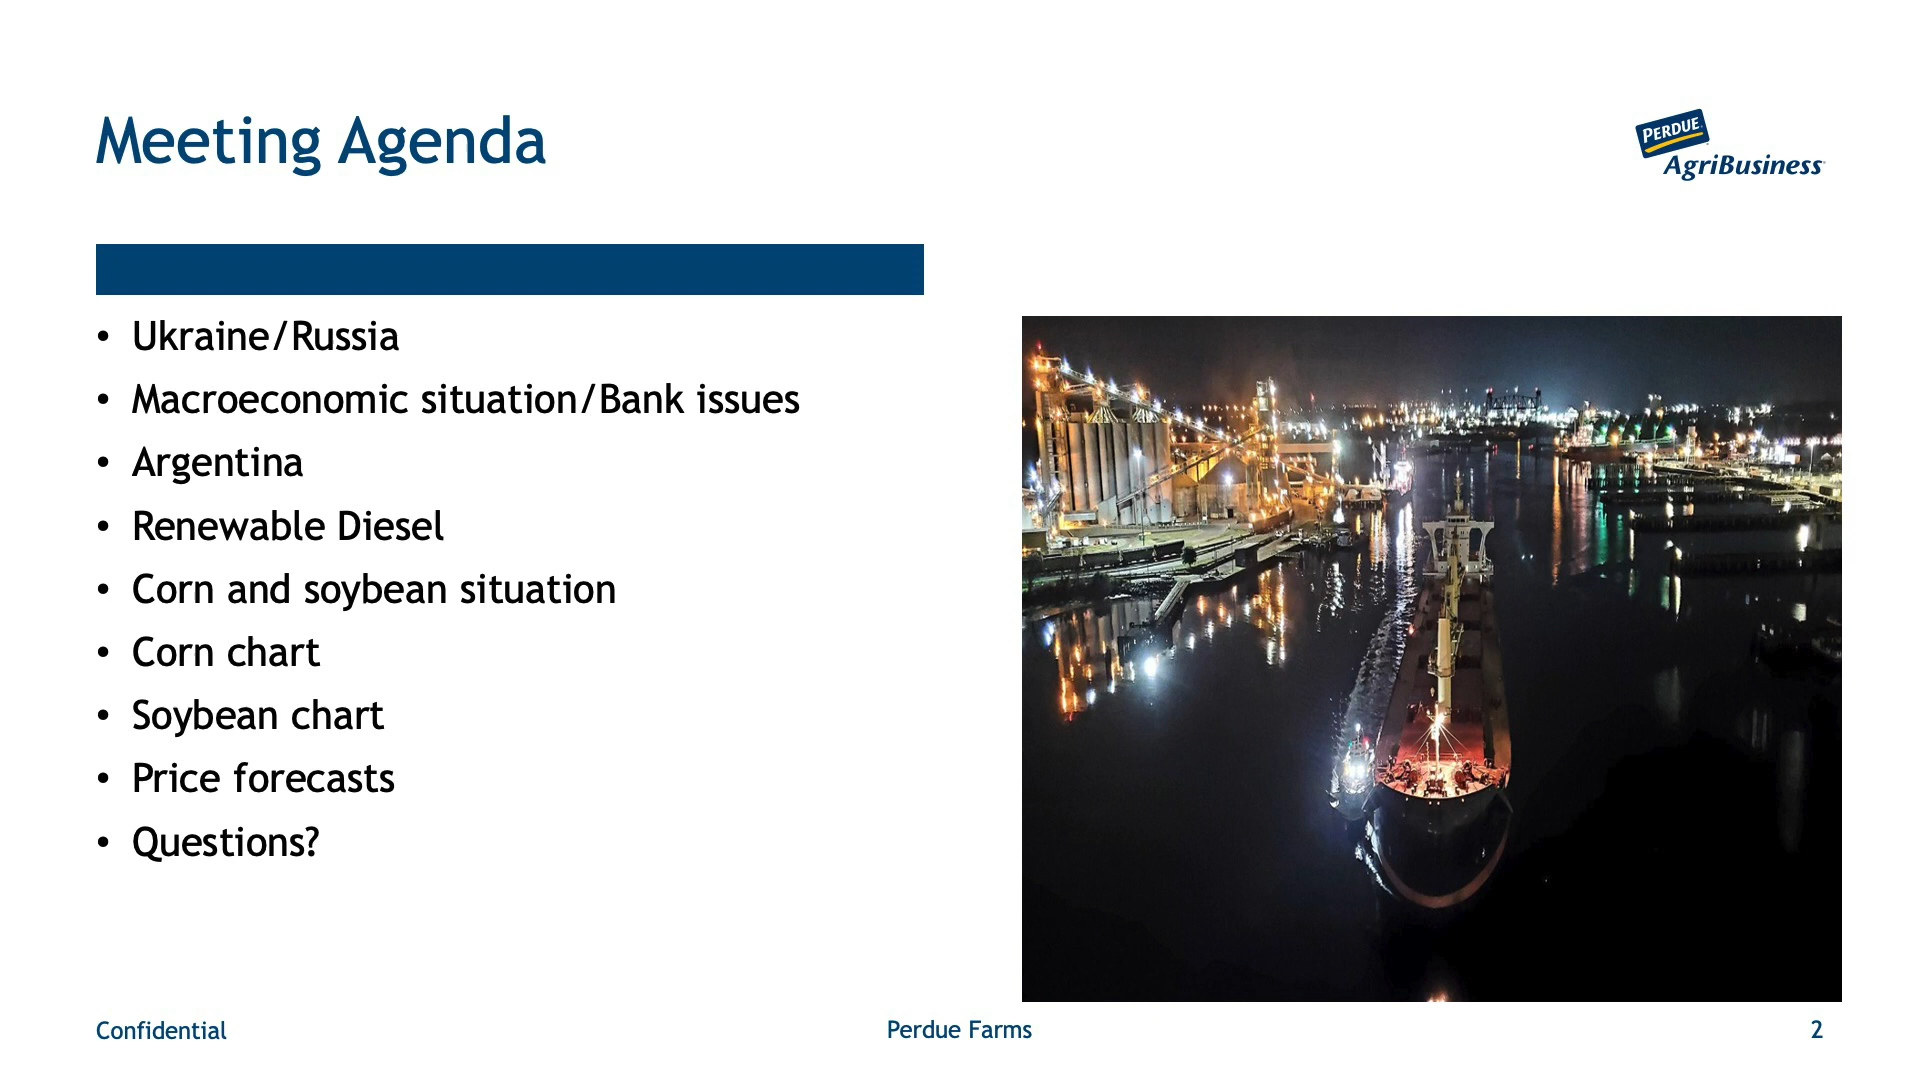 Meeting Agenda
PERDUE
AgriBusiness
• Ukraine/Russia
• Macroeconomic situation/Bank issues
• Argentina
• Renewable Diesel
• Corn and soybean situation
• Corn chart
• Soybean chart
• Price forecasts
• Questions?
Confidential
Perdue Farms
2